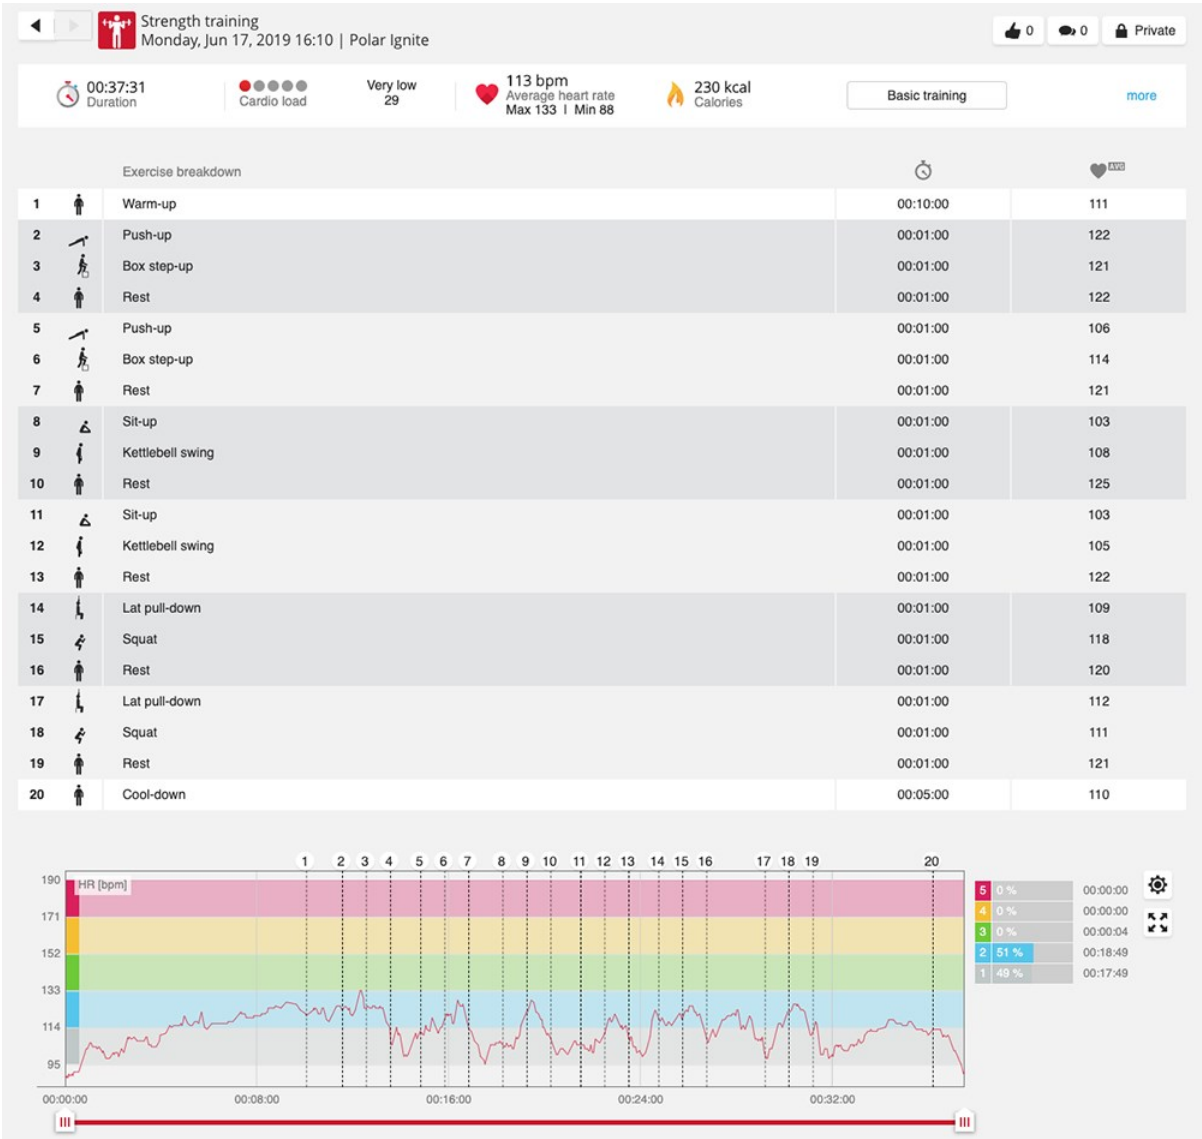 Strength training
Monday, Jun 17, 2019 16:10 | Polar Ignite
0
0
Private
00:37:31
Duration
Cardio load
Very low
29
113 bpm
Average heart rate
Max 133 | Min 88
230 kcal
Calories
Basic training
more
Exercise breakdown
AVG
1 Warm-up 00:10:00 111
2 Push-up 00:01:00 122
3 Box step-up 00:01:00 121
4 Rest 00:01:00 122
5 Push-up 00:01:00 106
6 Box step-up 00:01:00 114
7 Rest 00:01:00 121
8 Sit-up 00:01:00 103
9 Kettlebell swing 00:01:00 108
10 Rest 00:01:00 125
11 Sit-up 00:01:00 103
12 Kettlebell swing 00:01:00 105
13 Rest 00:01:00 122
14 Lat pull-down 00:01:00 109
15 Squat 00:01:00 118
16 Rest 00:01:00 120
17 Lat pull-down 00:01:00 112
18 Squat 00:01:00 111
19 Rest 00:01:00 121
20 Cool-down 00:05:00 110
1 2 3 4 5 6 7 8 9 10 11 12 13 14 15 16 17 18 19 20
HR [bpm]
190
171
152
133
114
95
00:00:00 00:08:00 00:16:00 00:24:00 00:32:00
5 0 % 00:00:00
4 0 % 00:00:00
3 0 % 00:00:04
2 51 % 00:18:49
1 49 % 00:17:49